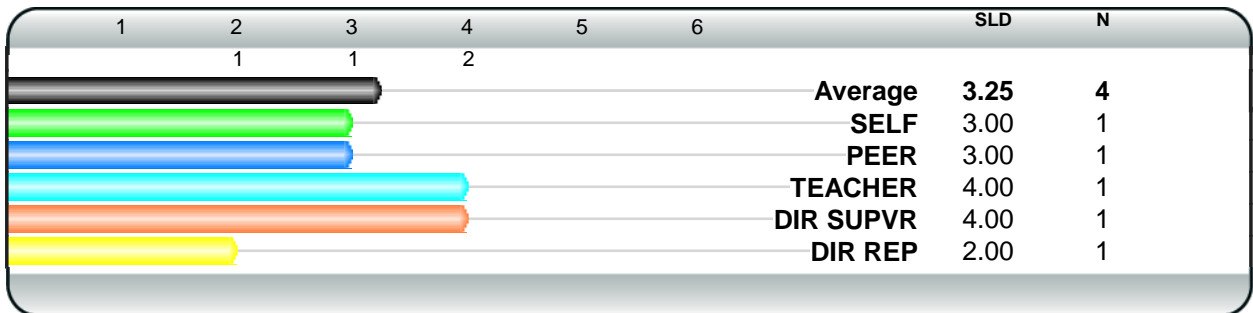 1 2 3 4 5 6 SLD N
1 1 2
Average 3.25 4
SELF 3.00 1
PEER 3.00 1
TEACHER 4.00 1
DIR SUPVR 4.00 1
DIR REP 2.00 1